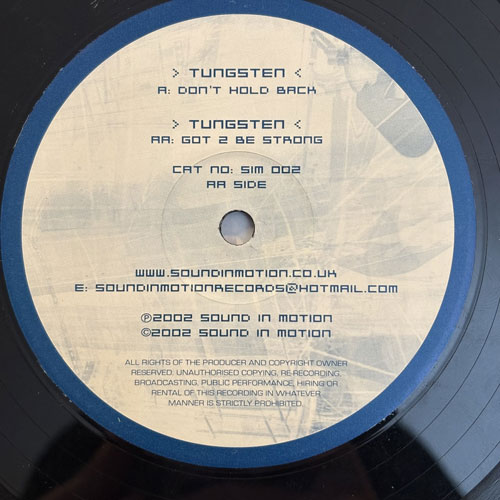 > TUNGSTEN <
A: DON'T HOLD BACK
> TUNGSTEN <
AA: GOT 2 BE STRONG
CAT NO: SIM 002
AA SIDE
WWW.SOUNDINMOTION.CO.UK
E: SOUNDINMOTIONRECORDS@HOTMAIL.COM
℗2002 SOUND IN MOTION
©2002 SOUND IN MOTION
ALL RIGHTS OF THE PRODUCER AND COPYRIGHT OWNER
RESERVED. UNAUTHORISED COPYING, RE-RECORDING,
BROADCASTING, PUBLIC PERFORMANCE, HIRING OR
RENTAL OF THIS RECORDING IN WHATEVER
MANNER IS STRICTLY PROHIBITED.